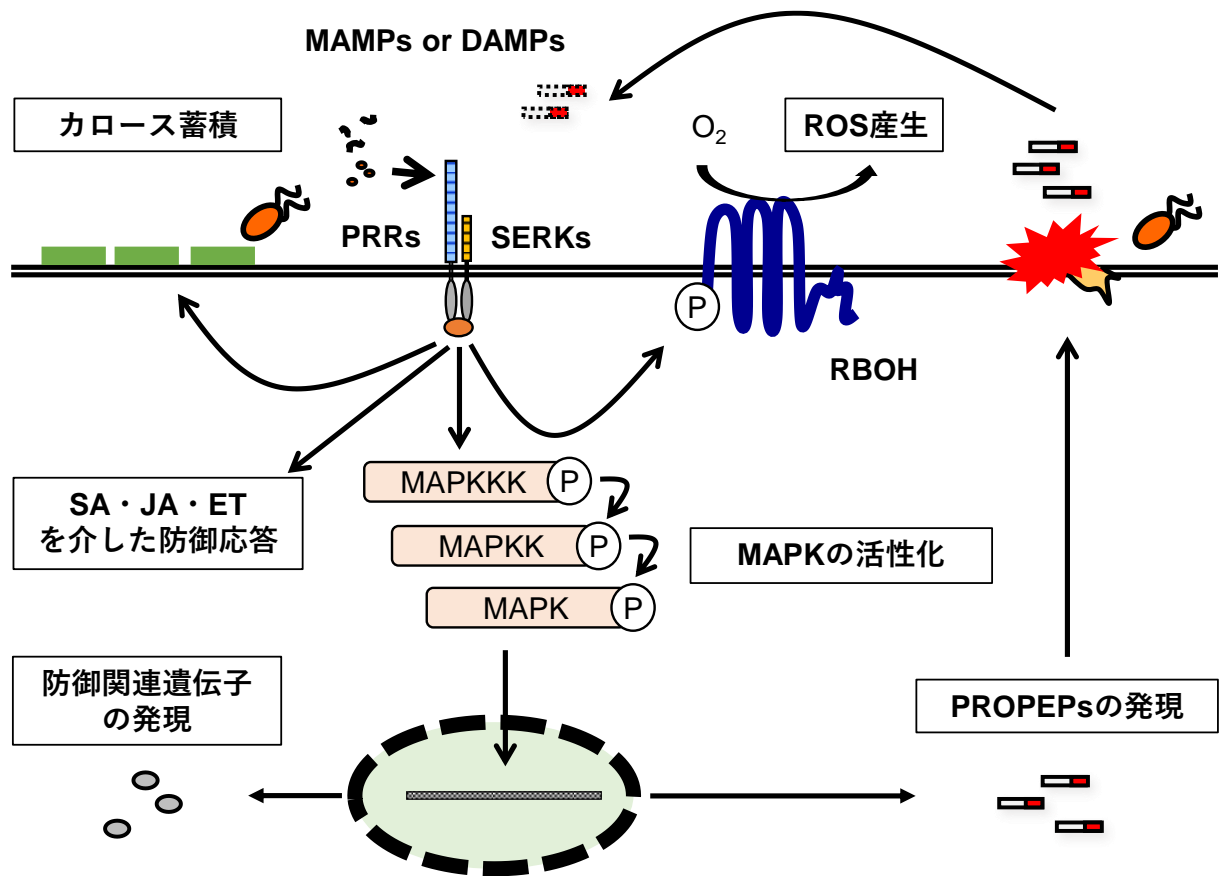 MAMPs or DAMPs
カロース蓄積
O₂
ROS産生
PRRs
SERKs
P
RBOH
MAPKKK
P
SA・JA・ET
を介した防御応答
MAPKK
P
MAPKの活性化
MAPK
P
防御関連遺伝子
の発現
PROPEPsの発現